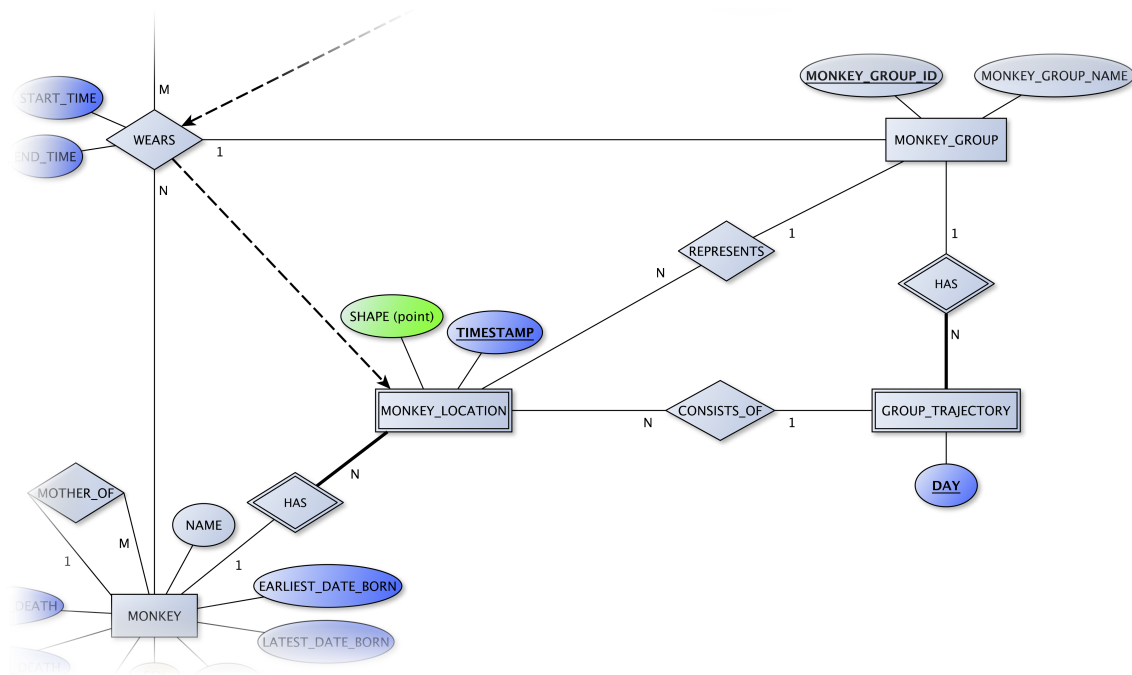 MONKEY_GROUP_ID
MONKEY_GROUP_NAME
M
START_TIME
WEARS
1
MONKEY_GROUP
END_TIME
N
1
1
REPRESENTS
N
HAS
SHAPE (point)
TIMESTAMP
N
MONKEY_LOCATION
CONSISTS_OF
GROUP_TRAJECTORY
N
1
N
DAY
MOTHER_OF
HAS
NAME
M
1
1
EARLIEST_DATE_BORN
DEATH
MONKEY
LATEST_DATE_BORN
DEATH